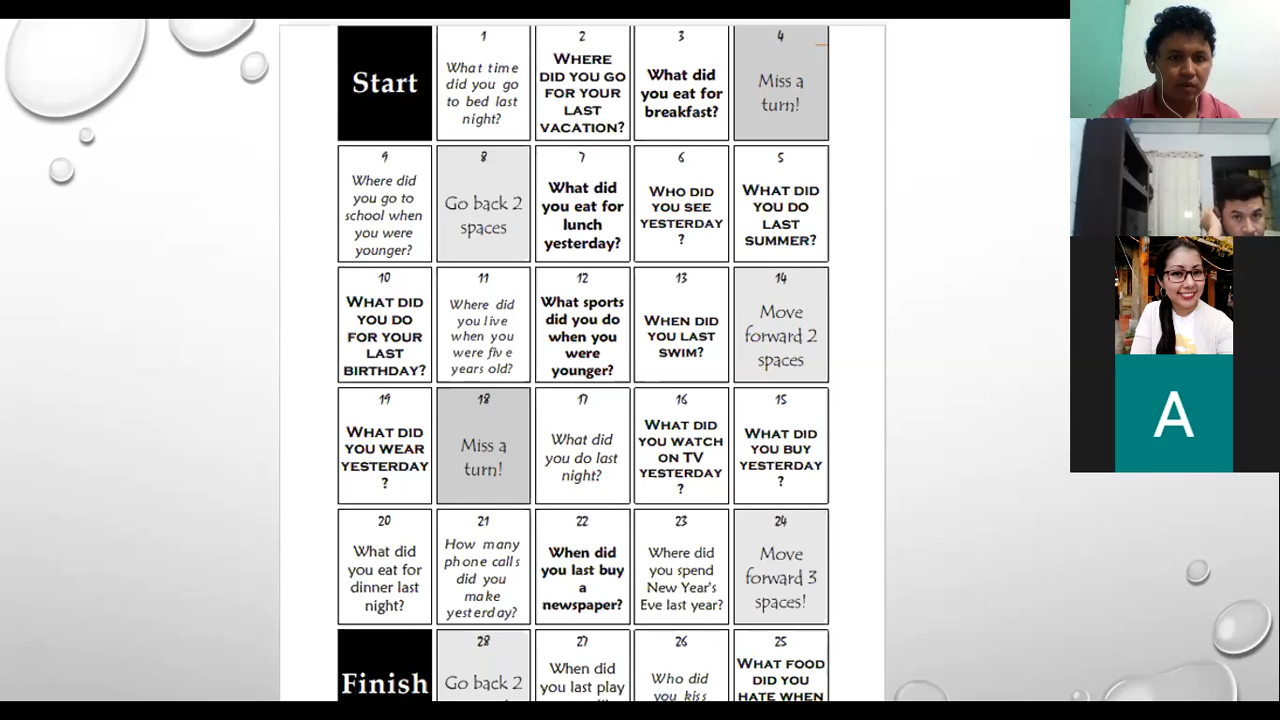 Start
1
What time
did you go
to bed last
night?
2
WHERE
DID YOU GO
FOR YOUR
LAST
VACATION?
3
What did
you eat for
breakfast?
4
Miss a
turn!
9
Where did
you go to
school when
you were
younger?
8
Go back 2
spaces
7
What did
you eat for
lunch
yesterday?
6
WHO DID
YOU SEE
YESTERDAY
?
5
WHAT DID
YOU DO
LAST
SUMMER?
10
WHAT DID
YOU DO
FOR YOUR
LAST
BIRTHDAY?
11
Where did
you live
when you
were five
years old?
12
What sports
did you do
when you
were
younger?
13
WHEN DID
YOU LAST
SWIM?
14
Move
forward 2
spaces
19
WHAT DID
YOU WEAR
YESTERDAY
?
18
Miss a
turn!
17
What did
you do last
night?
16
WHAT DID
YOU WATCH
ON TV
YESTERDAY
?
15
WHAT DID
YOU BUY
YESTERDAY
?
20
What did
you eat for
dinner last
night?
21
How many
phone calls
did you
make
yesterday?
22
When did
you last buy
a
newspaper?
23
Where did
you spend
New Year's
Eve last year?
24
Move
forward 3
spaces!
Finish
28
Go back 2
27
When did
you last play
26
Who did
you kiss
25
WHAT FOOD
DID YOU
HATE WHEN
A